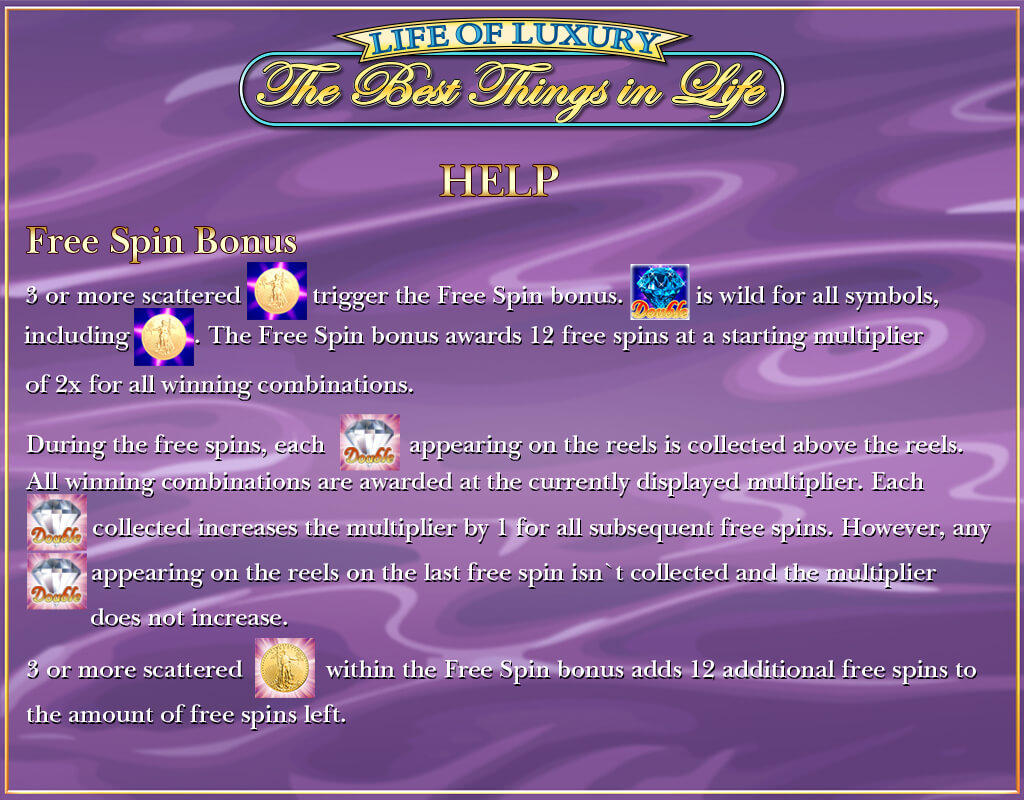 LIFE OF LUXURY
The Best Things in Life
HELP
Free Spin Bonus
3 or more scattered trigger the Free Spin bonus. Double is wild for all symbols,
including . The Free Spin bonus awards 12 free spins at a starting multiplier
of 2x for all winning combinations.
During the free spins, each Double appearing on the reels is collected above the reels.
All winning combinations are awarded at the currently displayed multiplier. Each
Double collected increases the multiplier by 1 for all subsequent free spins. However, any
Double appearing on the reels on the last free spin isn`t collected and the multiplier
does not increase.
3 or more scattered within the Free Spin bonus adds 12 additional free spins to
the amount of free spins left.